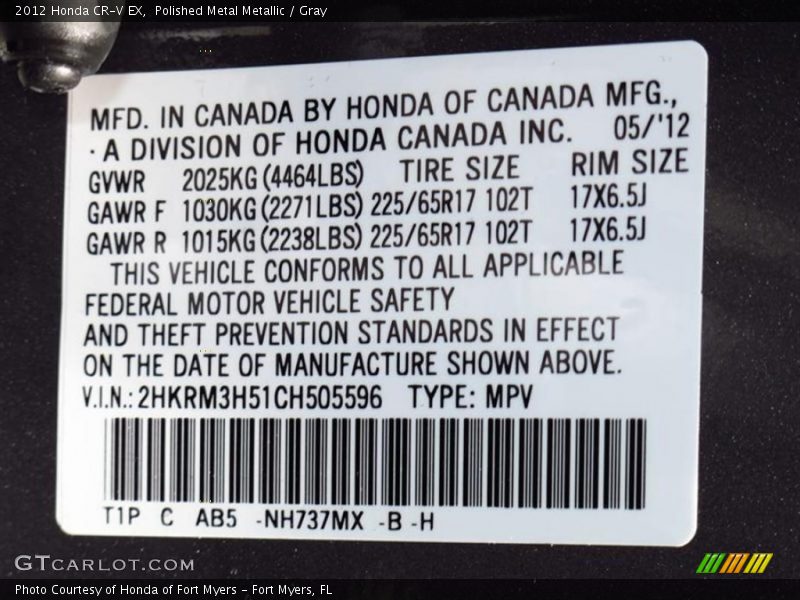 2012 Honda CR-V EX, Polished Metal Metallic / Gray
MFD. IN CANADA BY HONDA OF CANADA MFG.,
· A DIVISION OF HONDA CANADA INC. 05/'12
GVWR 2025KG (4464LBS) TIRE SIZE RIM SIZE
GAWR F 1030KG (2271LBS) 225/65R17 102T 17X6.5J
GAWR R 1015KG (2238LBS) 225/65R17 102T 17X6.5J
THIS VEHICLE CONFORMS TO ALL APPLICABLE
FEDERAL MOTOR VEHICLE SAFETY
AND THEFT PREVENTION STANDARDS IN EFFECT
ON THE DATE OF MANUFACTURE SHOWN ABOVE.
V.I.N.: 2HKRM3H51CH505596 TYPE: MPV
T1P C AB5 -NH737MX -B -H
GTCARLOT.COM
Photo Courtesy of Honda of Fort Myers - Fort Myers, FL